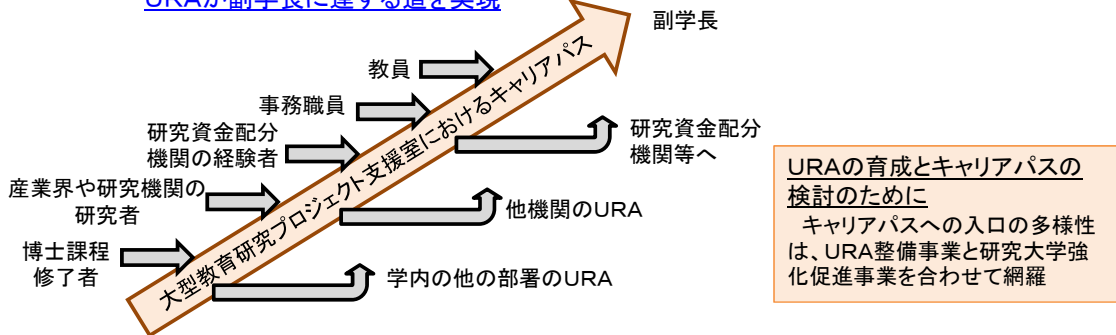 URAが副学長に達する道を実現
副学長
教員
事務職員
研究資金配分
機関の経験者
産業界や研究機関の
研究者
博士課程
修了者
大型教育研究プロジェクト支援室におけるキャリアパス
研究資金配分
機関等へ
他機関のURA
学内の他の部署のURA
URAの育成とキャリアパスの
検討のために
キャリアパスへの入口の多様性
は、URA整備事業と研究大学強
化促進事業を合わせて網羅